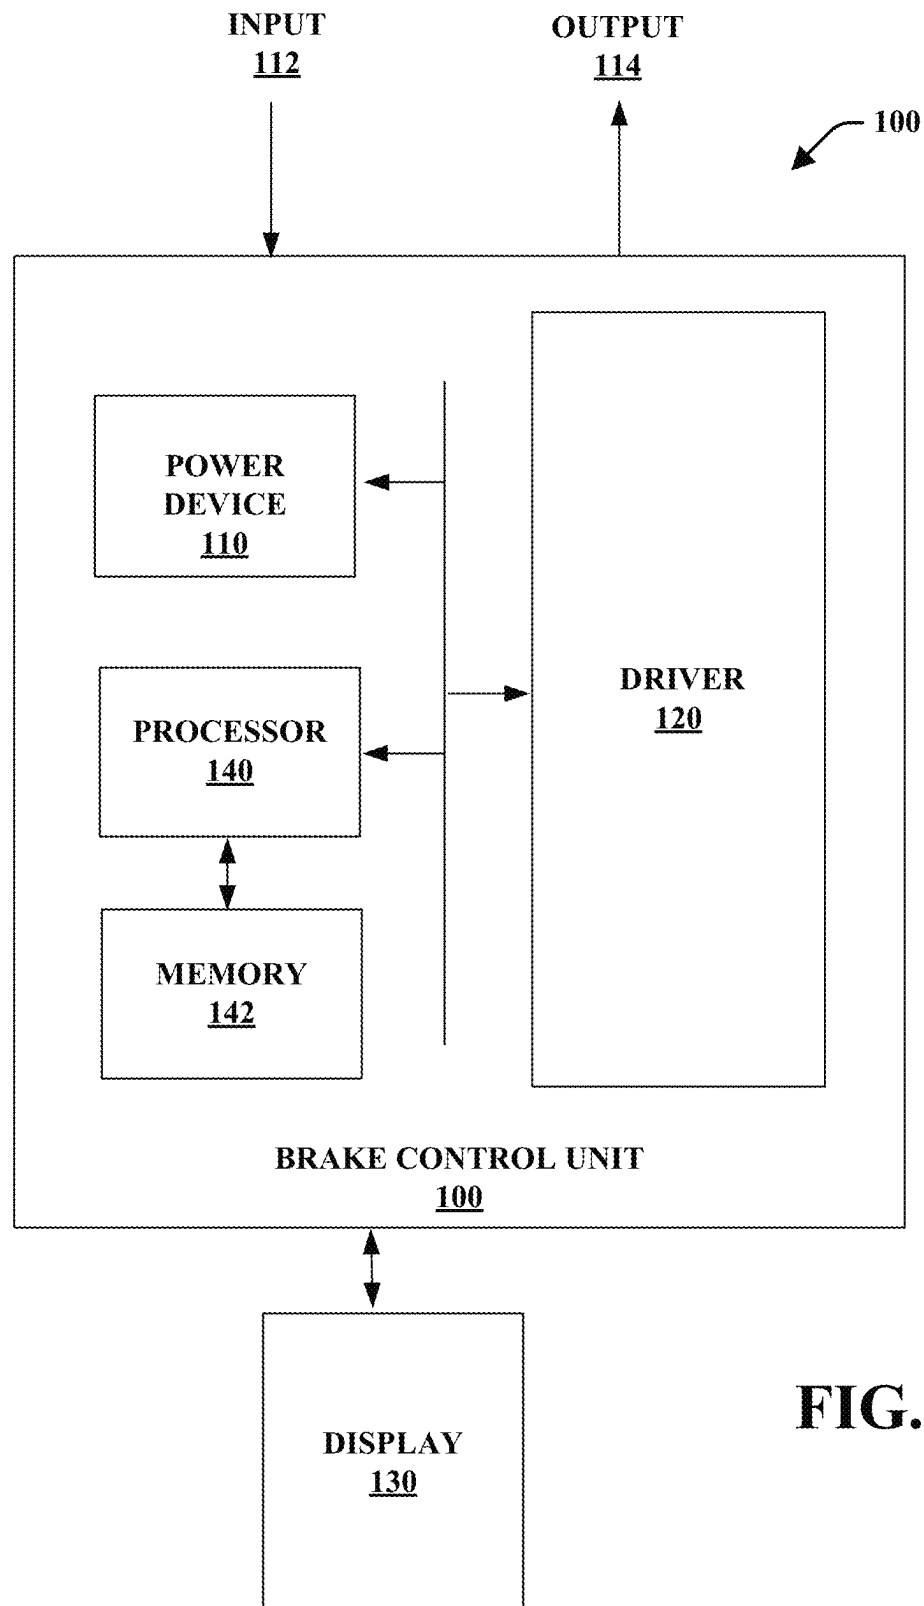 INPUT
112
OUTPUT
114
100
POWER
DEVICE
110
PROCESSOR
140
DRIVER
120
MEMORY
142
BRAKE CONTROL UNIT
100
DISPLAY
130
FIG.